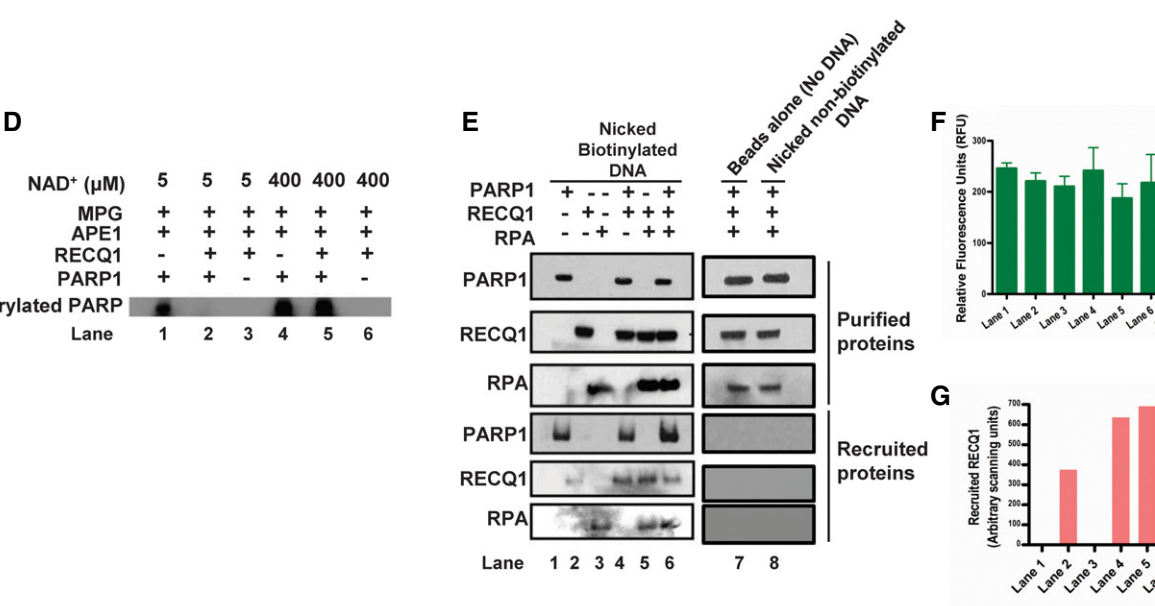 D
NAD⁺ (µM) 5 5 5 400 400 400
MPG + + + + + +
APE1 + + + + + +
RECQ1 - + + - + +
PARP1 + + - + + -
rylated PARP
Lane 1 2 3 4 5 6
E
Nicked
Biotinylated
DNA
Beads alone (No DNA)
Nicked non-biotinylated
DNA
PARP1 + - - + - + + +
RECQ1 - + - + + + + +
RPA - - + - + + + +
PARP1
RECQ1
RPA
Purified
proteins
PARP1
RECQ1
RPA
Recruited
proteins
Lane 1 2 3 4 5 6 7 8
F
Relative Fluorescence Units (RFU)
300
200
100
0
Lane 1 Lane 2 Lane 3 Lane 4 Lane 5 Lane 6
G
Recruited RECQ1
(Arbitrary scanning units)
700
600
500
400
300
200
100
0
Lane 1 Lane 2 Lane 3 Lane 4 Lane 5 La